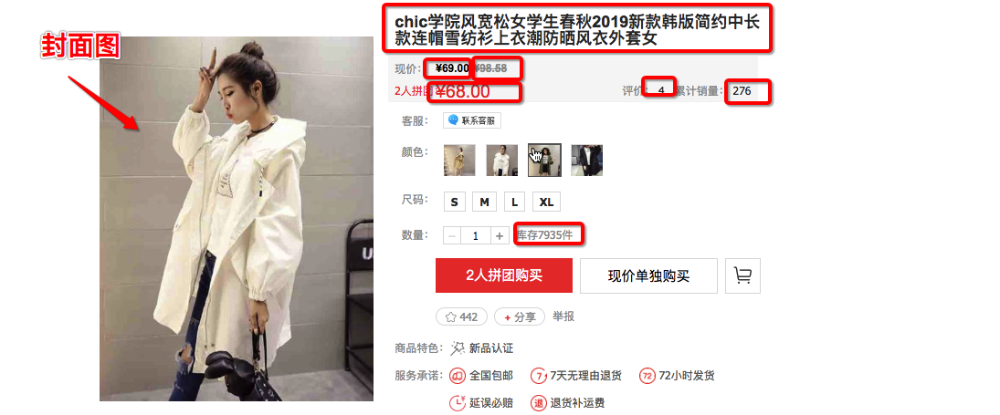 封面图
chic学院风宽松女学生春秋2019新款韩版简约中长
款连帽雪纺衫上衣潮防晒风衣外套女
现价： ¥69.00 ¥98.58
2人拼团 ¥68.00 评价： 4 累计销量： 276
客服： 联系客服
颜色：
尺码： S M L XL
数量： − 1 + 库存7935件
2人拼团购买 现价单独购买
442 + 分享 举报
商品特色： 新品认证
服务承诺： 全国包邮 7 7天无理由退货 72 72小时发货
延误必赔 退 退货补运费